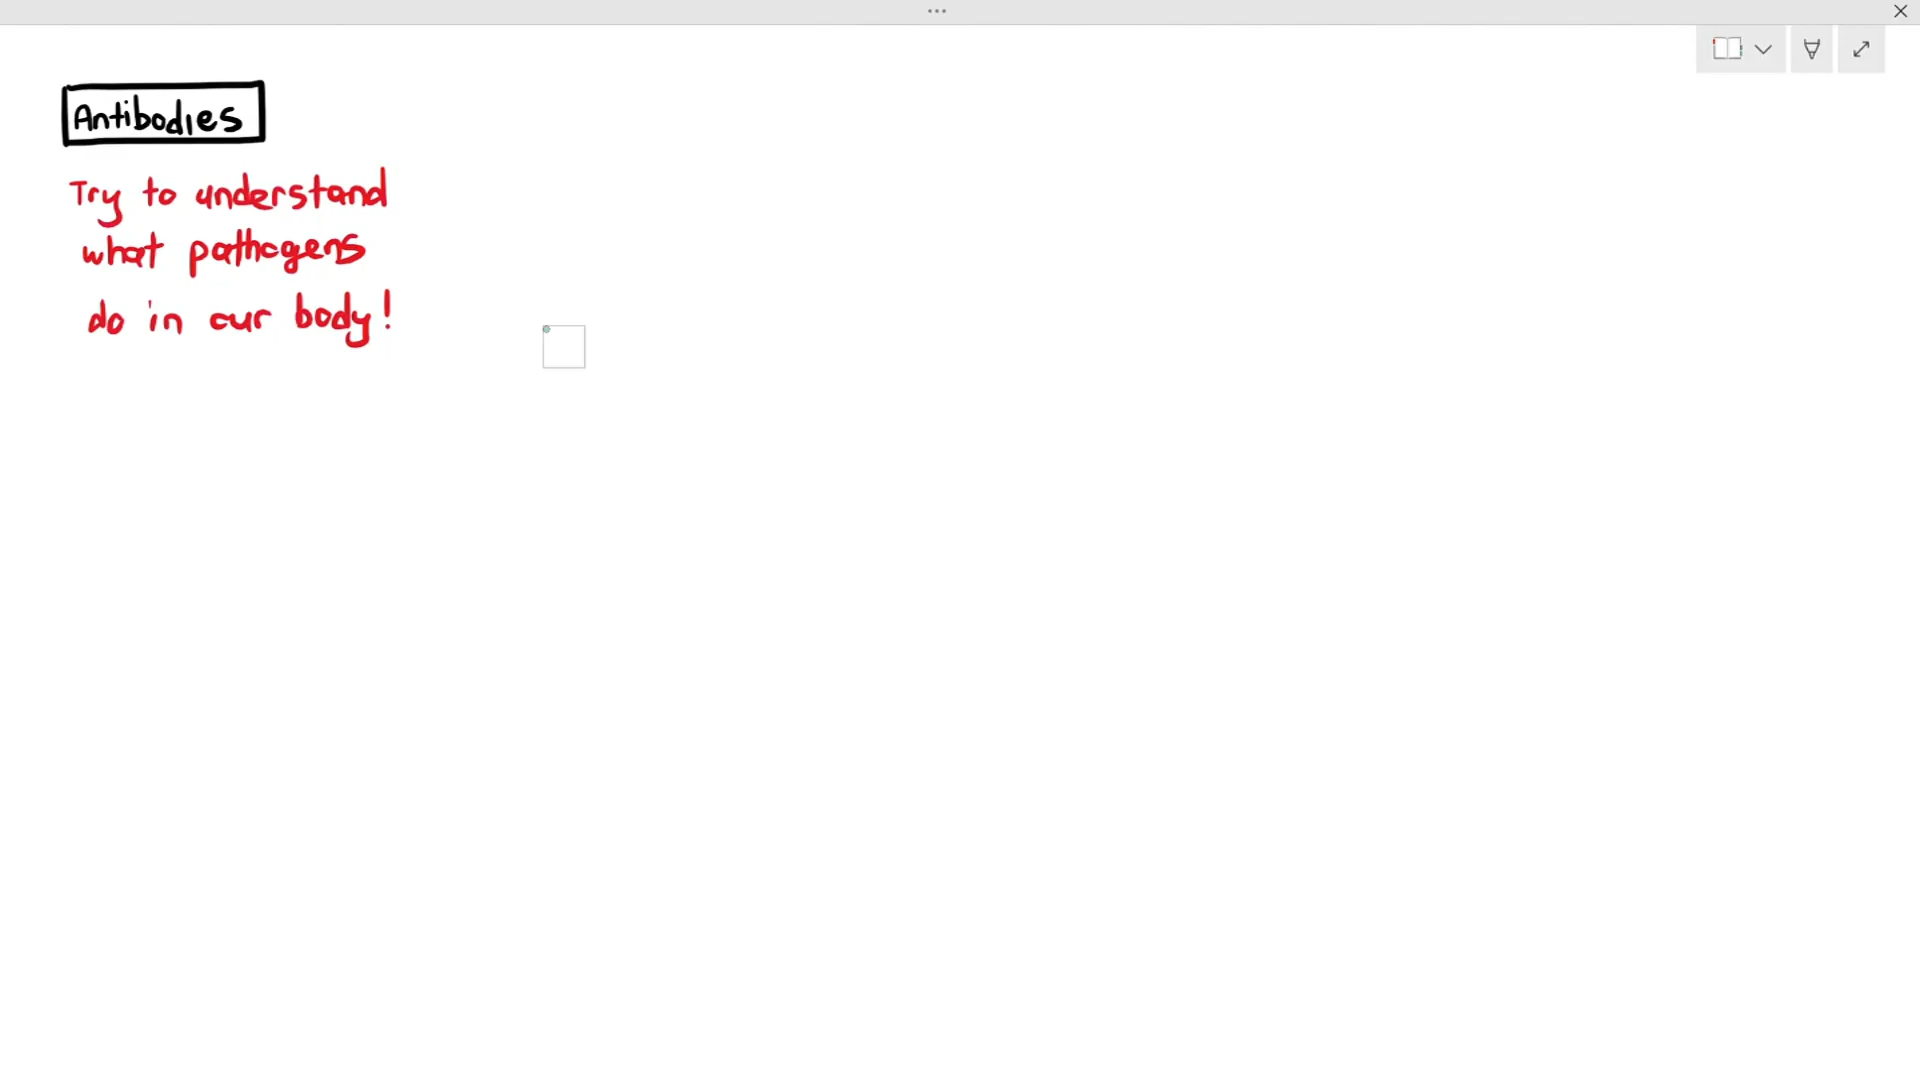 Antibodies
Try to understand
what pathogens
do in our body!